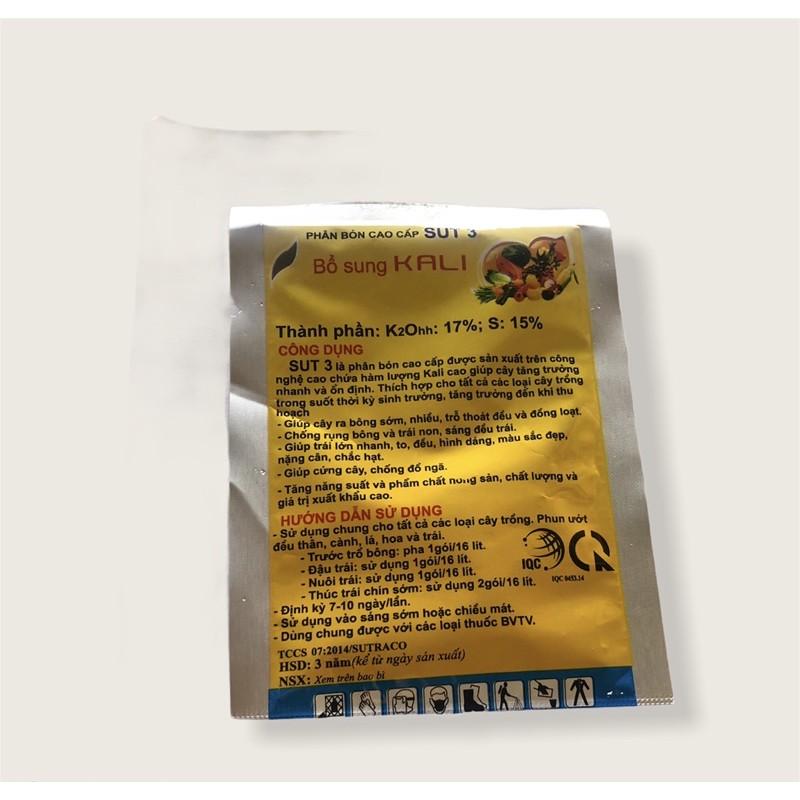 PHÂN BÓN CAO CẤP SUT 3
Bổ sung KALI
Thành phần: K2Ohh: 17%; S: 15%
CÔNG DỤNG
SUT 3 là phân bón cao cấp được sản xuất trên công
nghệ cao chứa hàm lượng Kali cao giúp cây tăng trưởng
nhanh và ổn định. Thích hợp cho tất cả các loại cây trồng
trong suốt thời kỳ sinh trưởng, tăng trưởng đến khi thu
hoạch
- Giúp cây ra bông sớm, nhiều, trổ thoát đều và đồng loạt.
- Chống rụng bông và trái non, sáng đều trái.
- Giúp trái lớn nhanh, to, đều, hình dáng, màu sắc đẹp,
nặng cân, chắc hạt.
- Giúp cứng cây, chống đổ ngã.
- Tăng năng suất và phẩm chất nông sản, chất lượng và
giá trị xuất khẩu cao.
HƯỚNG DẪN SỬ DỤNG
- Sử dụng chung cho tất cả các loại cây trồng. Phun ướt
đều thân, cành, lá, hoa và trái.
- Trước trổ bông: pha 1gói/16 lít.
- Đậu trái: sử dụng 1gói/16 lít.
- Nuôi trái: sử dụng 1gói/16 lít.
- Thúc trái chín sớm: sử dụng 2gói/16 lít.
- Định kỳ 7-10 ngày/lần.
- Sử dụng vào sáng sớm hoặc chiều mát.
- Dùng chung được với các loại thuốc BVTV.
IQC
IQC 0453.14
TCCS 07:2014/SUTRACO
HSD: 3 năm(kể từ ngày sản xuất)
NSX: Xem trên bao bì